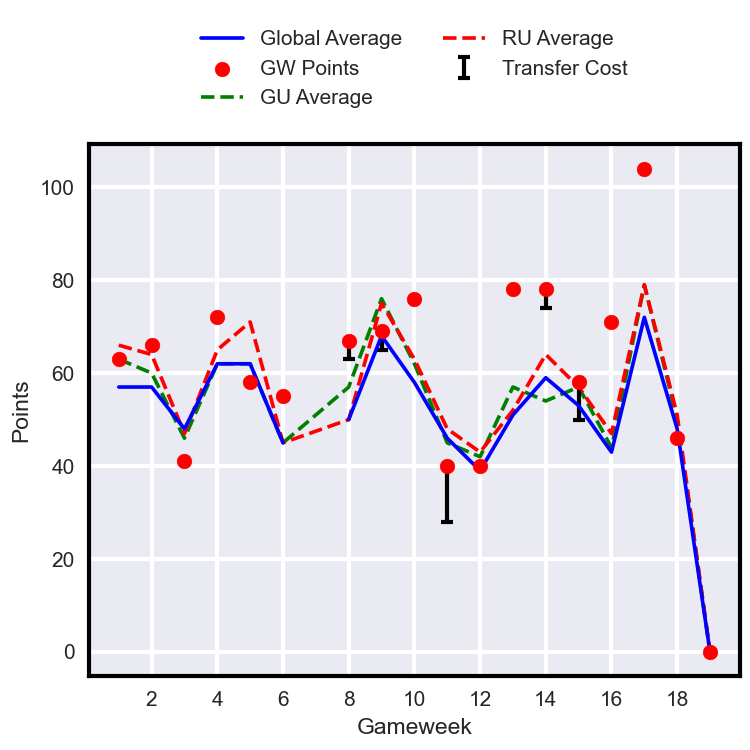 Global Average
GW Points
GU Average
RU Average
Transfer Cost
Points
100
80
60
40
20
0
2 4 6 8 10 12 14 16 18
Gameweek